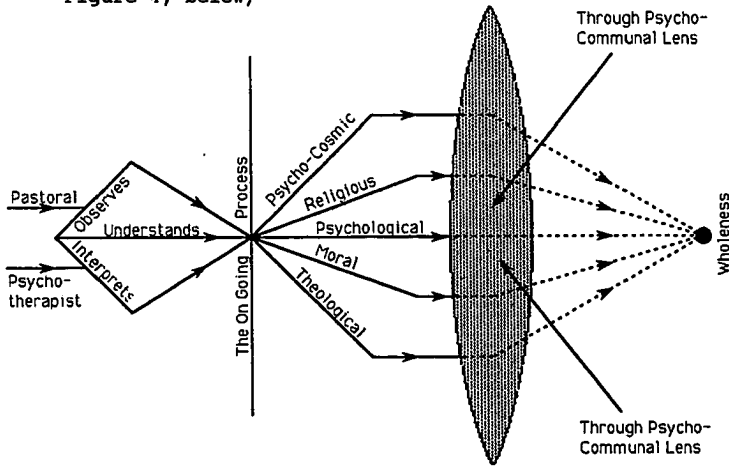 Figure 4, below)
Through Psycho-
Communal Lens
Pastoral
Psycho-
therapist
Observes
Understands
Interprets
The On Going Process
Psycho-Cosmic
Religious
Psychological
Moral
Theological
Wholeness
Through Psycho-
Communal Lens